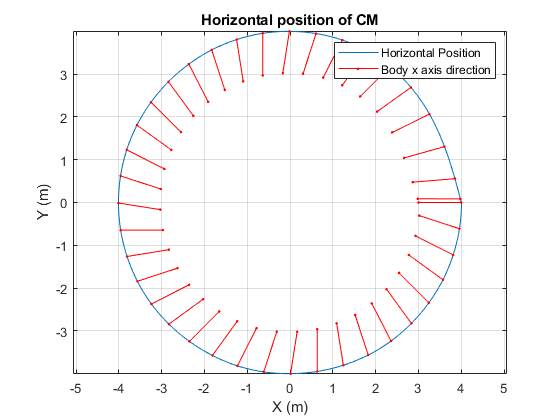 Horizontal position of CM
Horizontal Position
Body x axis direction
Y (m)
3
2
1
0
-1
-2
-3
-5 -4 -3 -2 -1 0 1 2 3 4 5
X (m)